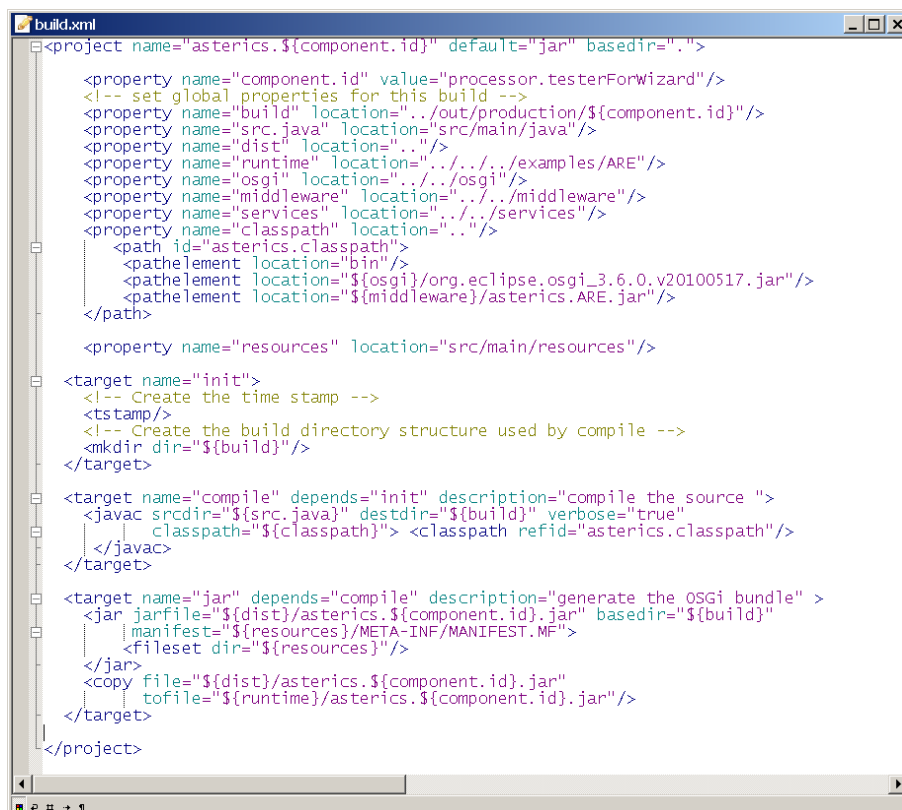 build.xml
<project name="asterics.${component.id}" default="jar" basedir=".">
<property name="component.id" value="processor.testerForWizard"/>
<!-- set global properties for this build -->
<property name="build" location="../out/production/${component.id}"/>
<property name="src.java" location="src/main/java"/>
<property name="dist" location=".."/>
<property name="runtime" location="../../../examples/ARE"/>
<property name="osgi" location="../../osgi"/>
<property name="middleware" location="../../middleware"/>
<property name="services" location="../../services"/>
<property name="classpath" location=".."/>
<path id="asterics.classpath">
<pathelement location="bin"/>
<pathelement location="${osgi}/org.eclipse.osgi_3.6.0.v20100517.jar"/>
<pathelement location="${middleware}/asterics.ARE.jar"/>
</path>
<property name="resources" location="src/main/resources"/>
<target name="init">
<!-- Create the time stamp -->
<tstamp/>
<!-- Create the build directory structure used by compile -->
<mkdir dir="${build}"/>
</target>
<target name="compile" depends="init" description="compile the source ">
<javac srcdir="${src.java}" destdir="${build}" verbose="true"
classpath="${classpath}"> <classpath refid="asterics.classpath"/>
</javac>
</target>
<target name="jar" depends="compile" description="generate the OSGi bundle" >
<jar jarfile="${dist}/asterics.${component.id}.jar" basedir="${build}"
manifest="${resources}/META-INF/MANIFEST.MF">
<fileset dir="${resources}"/>
</jar>
<copy file="${dist}/asterics.${component.id}.jar"
tofile="${runtime}/asterics.${component.id}.jar"/>
</target>
</project>